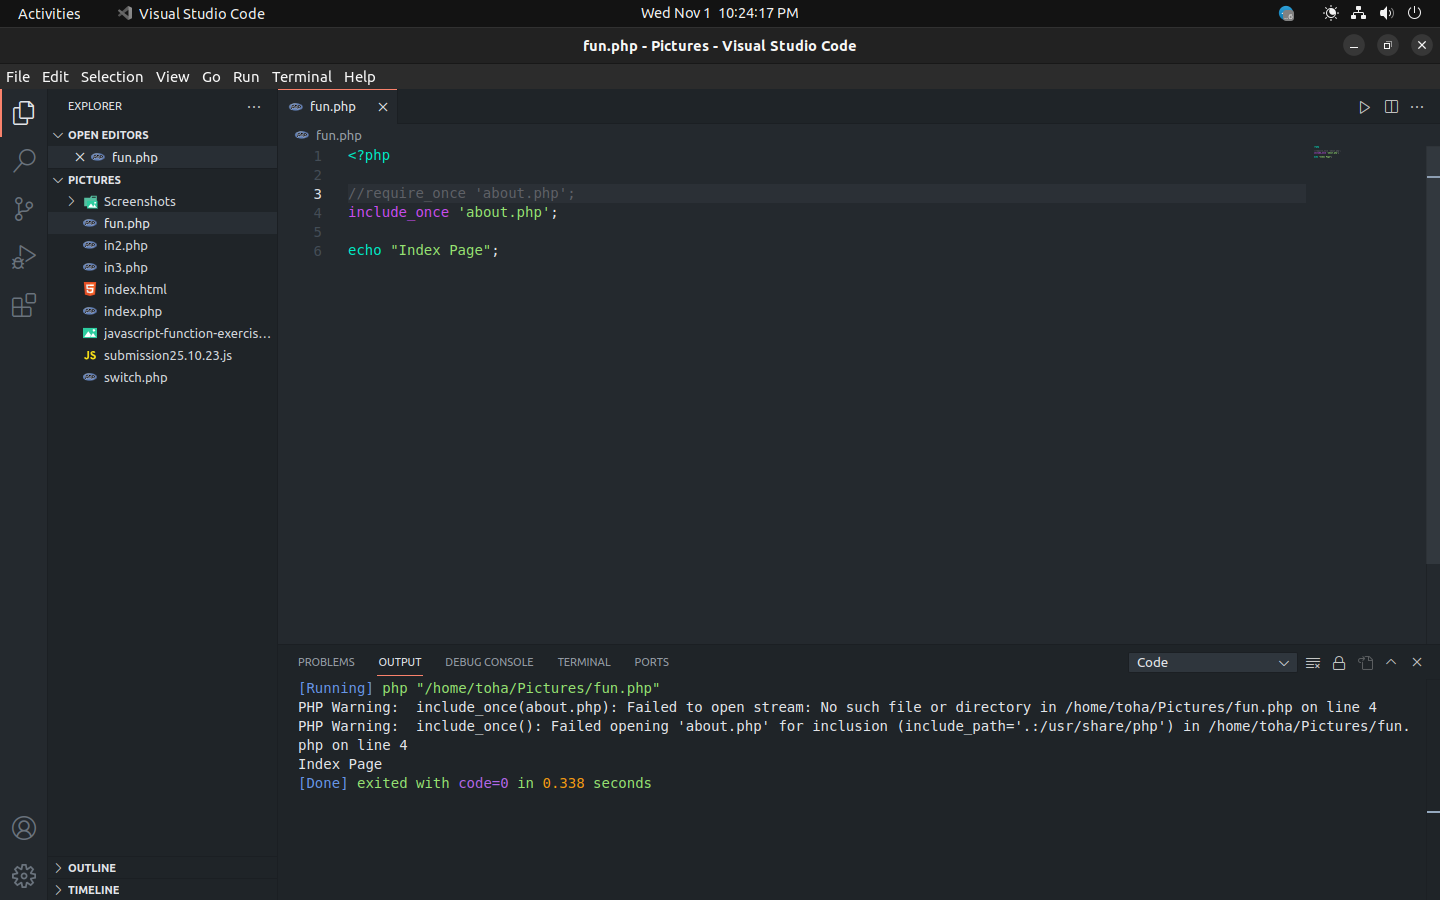 Activities
Visual Studio Code
Wed Nov 1 10:24:17 PM
fun.php - Pictures - Visual Studio Code
File Edit Selection View Go Run Terminal Help
EXPLORER
OPEN EDITORS
fun.php
PICTURES
Screenshots
fun.php
in2.php
in3.php
index.html
index.php
javascript-function-exercis...
JS submission25.10.23.js
switch.php
OUTLINE
TIMELINE
fun.php
fun.php
1 <?php
2
3 //require_once 'about.php';
4 include_once 'about.php';
5
6 echo "Index Page";
PROBLEMS OUTPUT DEBUG CONSOLE TERMINAL PORTS
Code
[Running] php "/home/toha/Pictures/fun.php"
PHP Warning:  include_once(about.php): Failed to open stream: No such file or directory in /home/toha/Pictures/fun.php on line 4
PHP Warning:  include_once(): Failed opening 'about.php' for inclusion (include_path='.:/usr/share/php') in /home/toha/Pictures/fun.
php on line 4
Index Page
[Done] exited with code=0 in 0.338 seconds